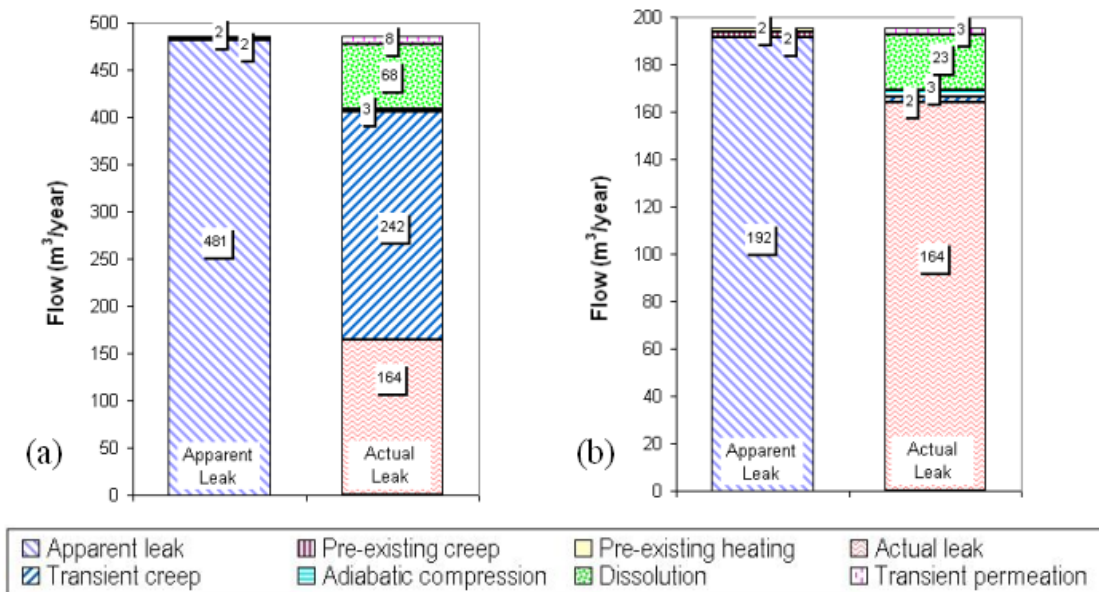 500
450
400
350
300
250
200
150
100
50
0
Flow (m³/year)
2
2
481
Apparent
Leak
8
68
3
242
164
Actual
Leak
(a)
200
180
160
140
120
100
80
60
40
20
0
Flow (m³/year)
2
2
192
Apparent
Leak
3
23
3
2
164
Actual
Leak
(b)
Apparent leak Pre-existing creep Pre-existing heating Actual leak
Transient creep Adiabatic compression Dissolution Transient permeation